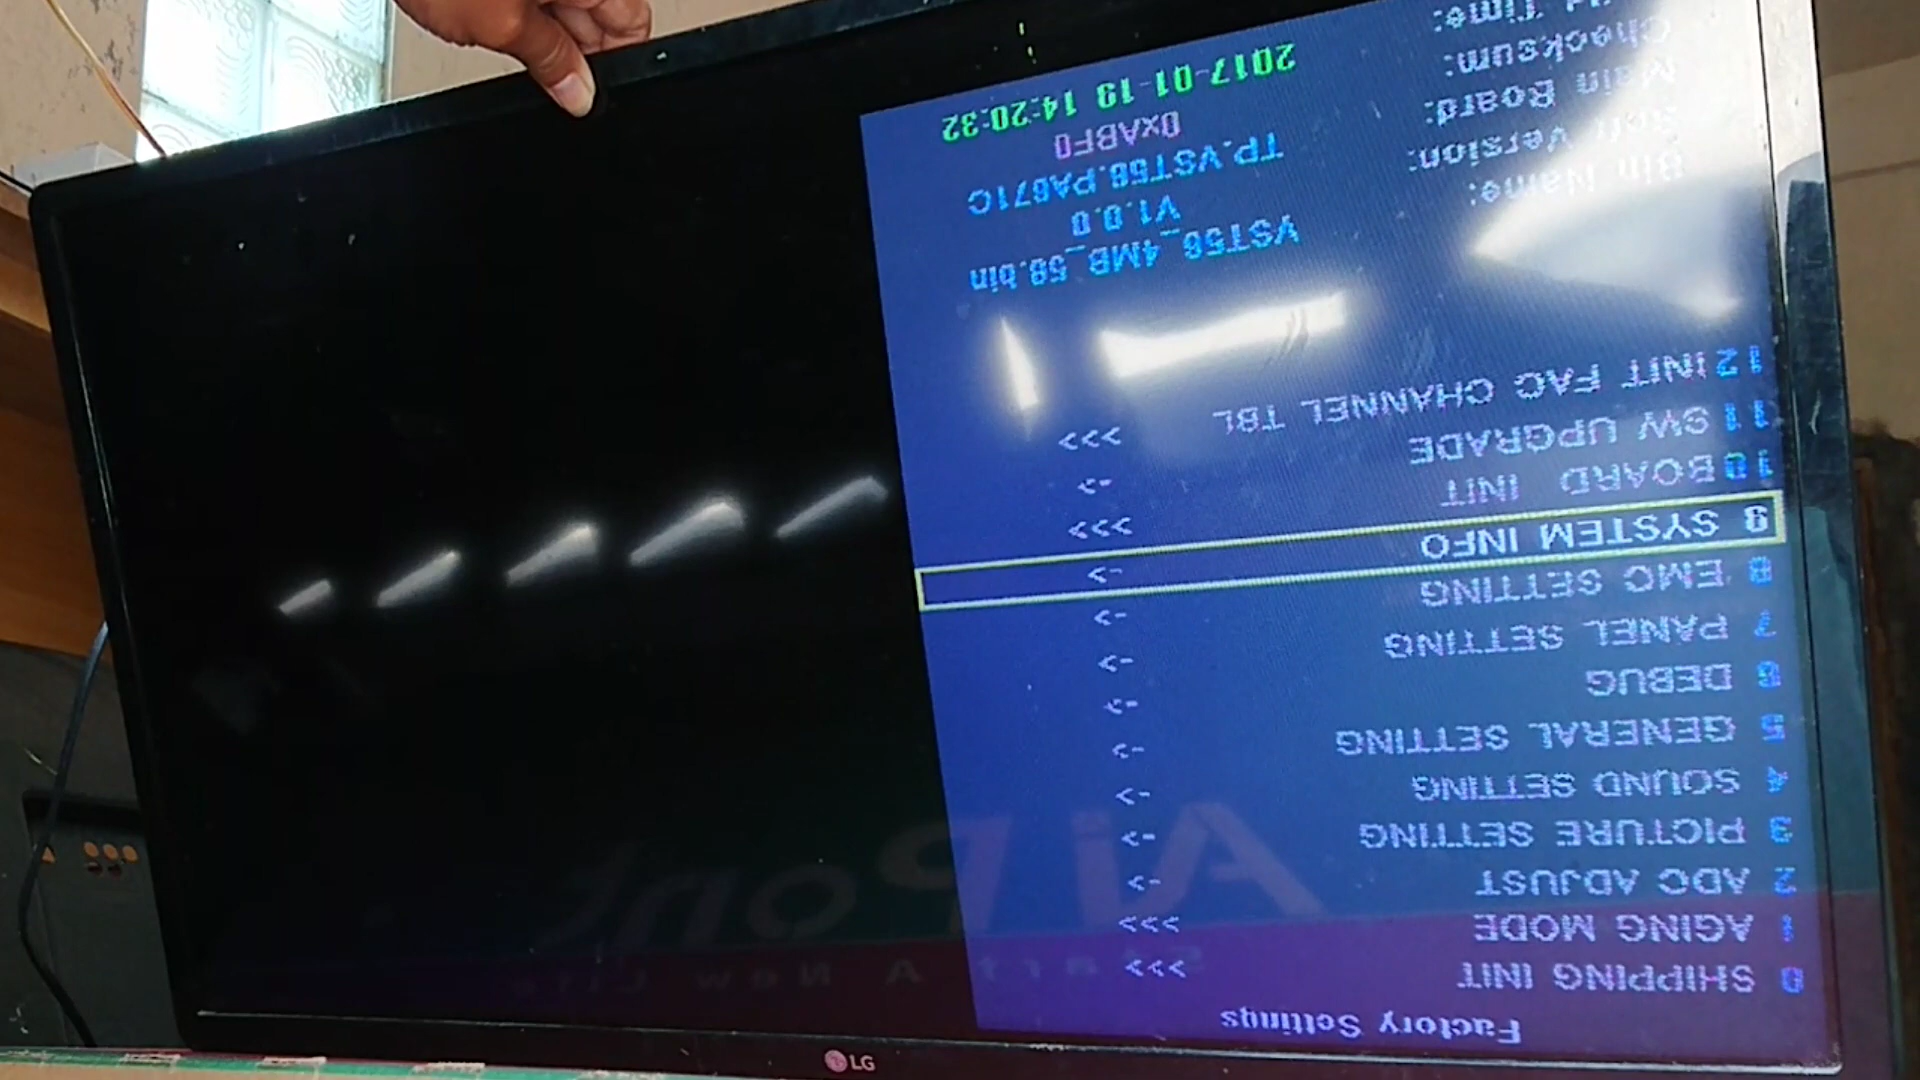 Factory Settings
0 SHIPPING INIT >>>
1 AGING MODE >>>
2 ADC ADJUST ->
3 PICTURE SETTING ->
4 SOUND SETTING ->
5 GENERAL SETTING ->
6 DEBUG ->
7 PANEL SETTING ->
8 EMC SETTING ->
9 SYSTEM INFO ->
10 BOARD INIT >>>
11 SW UPGRADE ->
12 INIT FAC CHANNEL TBL >>>
Bin Name: VST59_4MB_59.bin
Version: V1.0.0
Main Board: TP.VST59.PA671C
Checksum: 0xABF0
Time: 2017-01-19 14:20:32
LG